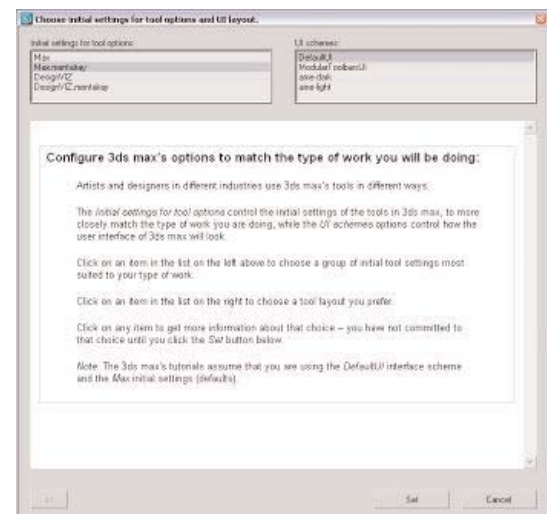 Choose initial settings for tool options and UI layout.
Initial settings for tool options:
UI schemes:
Max
Max.mentalray
DesignVIZ
DesignVIZ.mentalray
DefaultUI
ModularToolbarsUI
ame-dark
ame-light
Configure 3ds max's options to match the type of work you will be doing:
Artists and designers in different industries use 3ds max's tools in different ways.
The Initial settings for tool options control the initial settings of the tools in 3ds max, to more
closely match the type of work you are doing, while the UI schemes options control how the
user interface of 3ds max will look.
Click on an item in the list on the left above to choose a group of initial tool settings most
suited to your type of work.
Click on an item in the list on the right to choose a tool layout you prefer.
Click on any item to get more information about that choice – you have not committed to
that choice until you click the Set button below.
Note: The 3ds max's tutorials assume that you are using the DefaultUI interface scheme
and the Max initial settings (defaults).
Set
Cancel